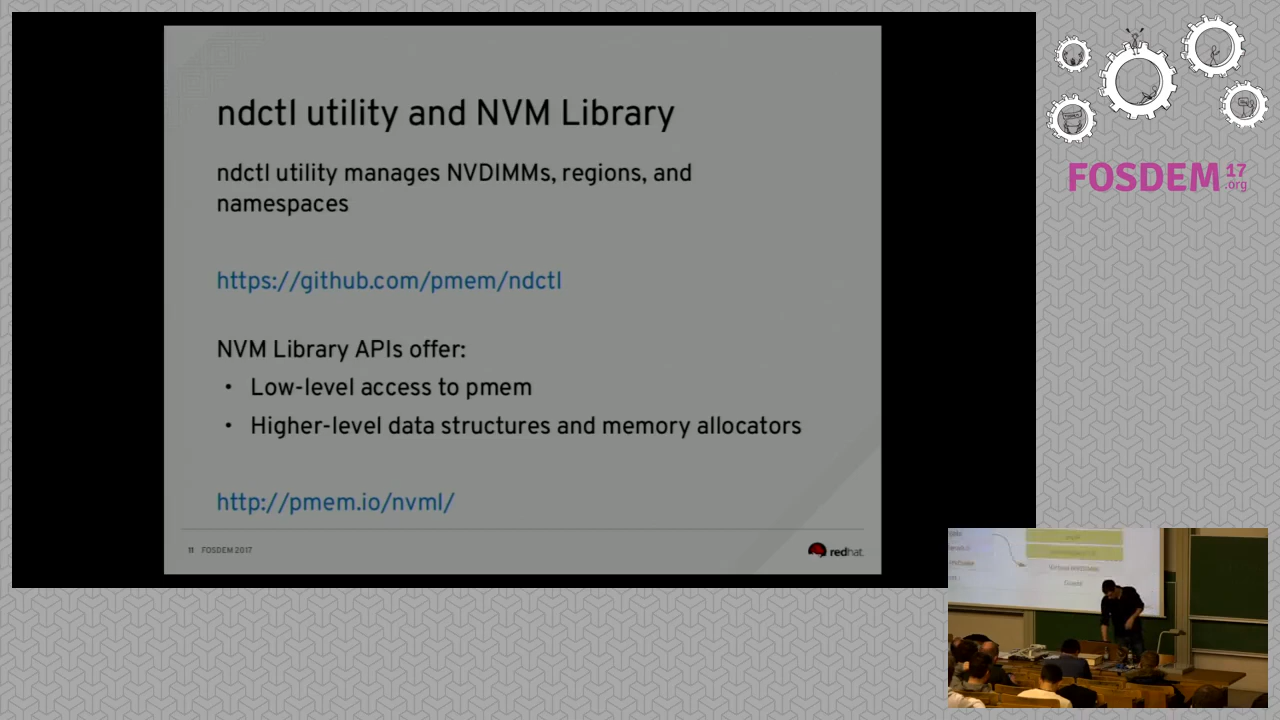 ndctl utility and NVM Library
ndctl utility manages NVDIMMs, regions, and
namespaces
https://github.com/pmem/ndctl
NVM Library APIs offer:
• Low-level access to pmem
• Higher-level data structures and memory allocators
http://pmem.io/nvml/
11 FOSDEM 2017
redhat.
FOSDEM 17
.org
Guest